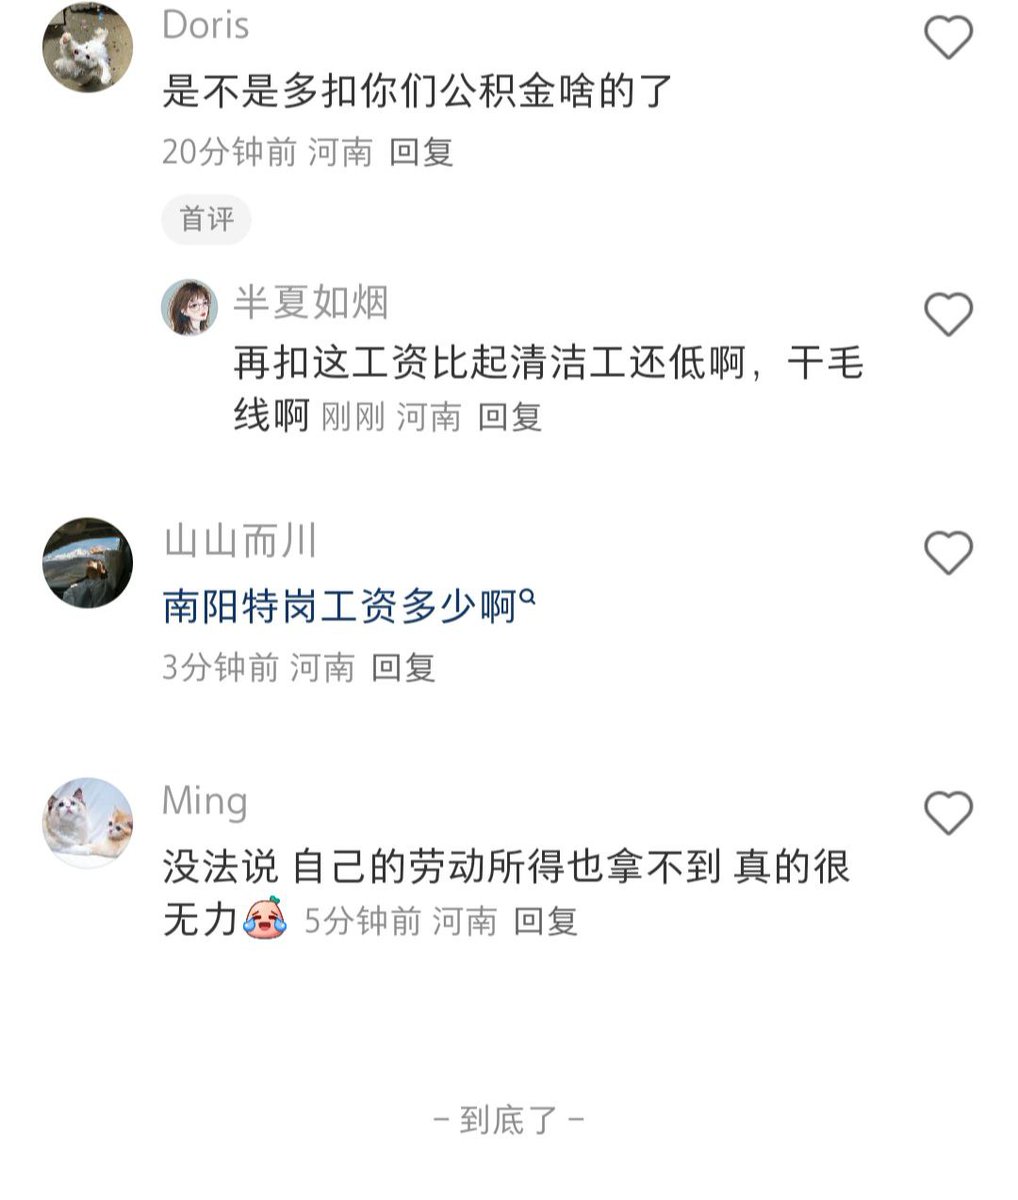 Doris
是不是多扣你们公积金啥的了
20分钟前 河南 回复
首评
半夏如烟
再扣这工资比起清洁工还低啊，干毛
线啊 刚刚 河南 回复
山山而川
南阳特岗工资多少啊
3分钟前 河南 回复
Ming
没法说 自己的劳动所得也拿不到 真的很
无力 5分钟前 河南 回复
– 到底了 –